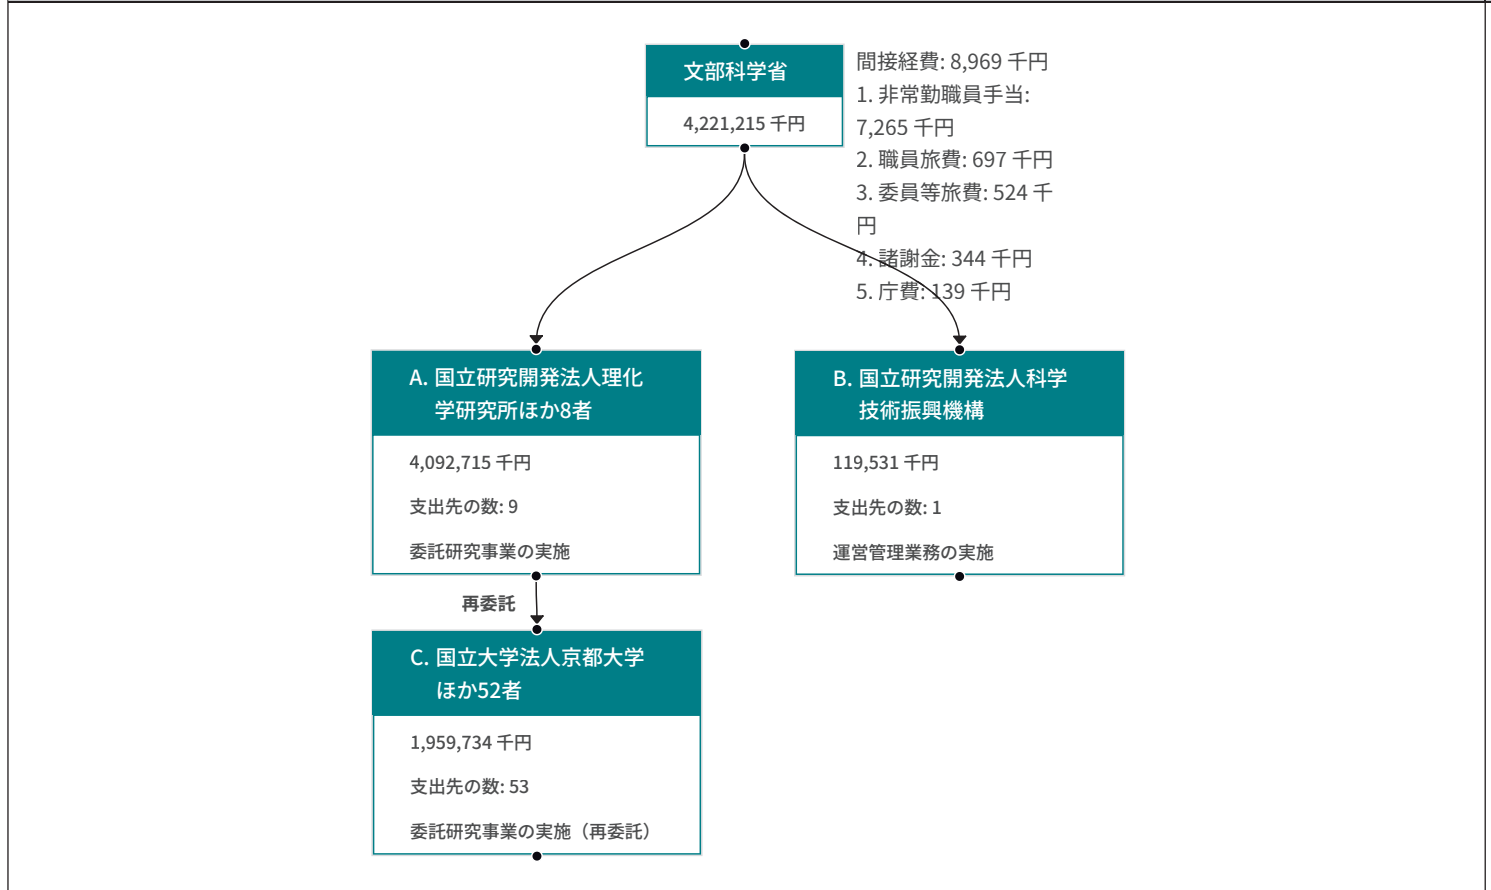 文部科学省
4,221,215 千円
間接経費: 8,969 千円
1. 非常勤職員手当:
7,265 千円
2. 職員旅費: 697 千円
3. 委員等旅費: 524 千
円
4. 諸謝金: 344 千円
5. 庁費: 139 千円
A. 国立研究開発法人理化
学研究所ほか8者
4,092,715 千円
支出先の数: 9
委託研究事業の実施
B. 国立研究開発法人科学
技術振興機構
119,531 千円
支出先の数: 1
運営管理業務の実施
再委託
C. 国立大学法人京都大学
ほか52者
1,959,734 千円
支出先の数: 53
委託研究事業の実施（再委託）